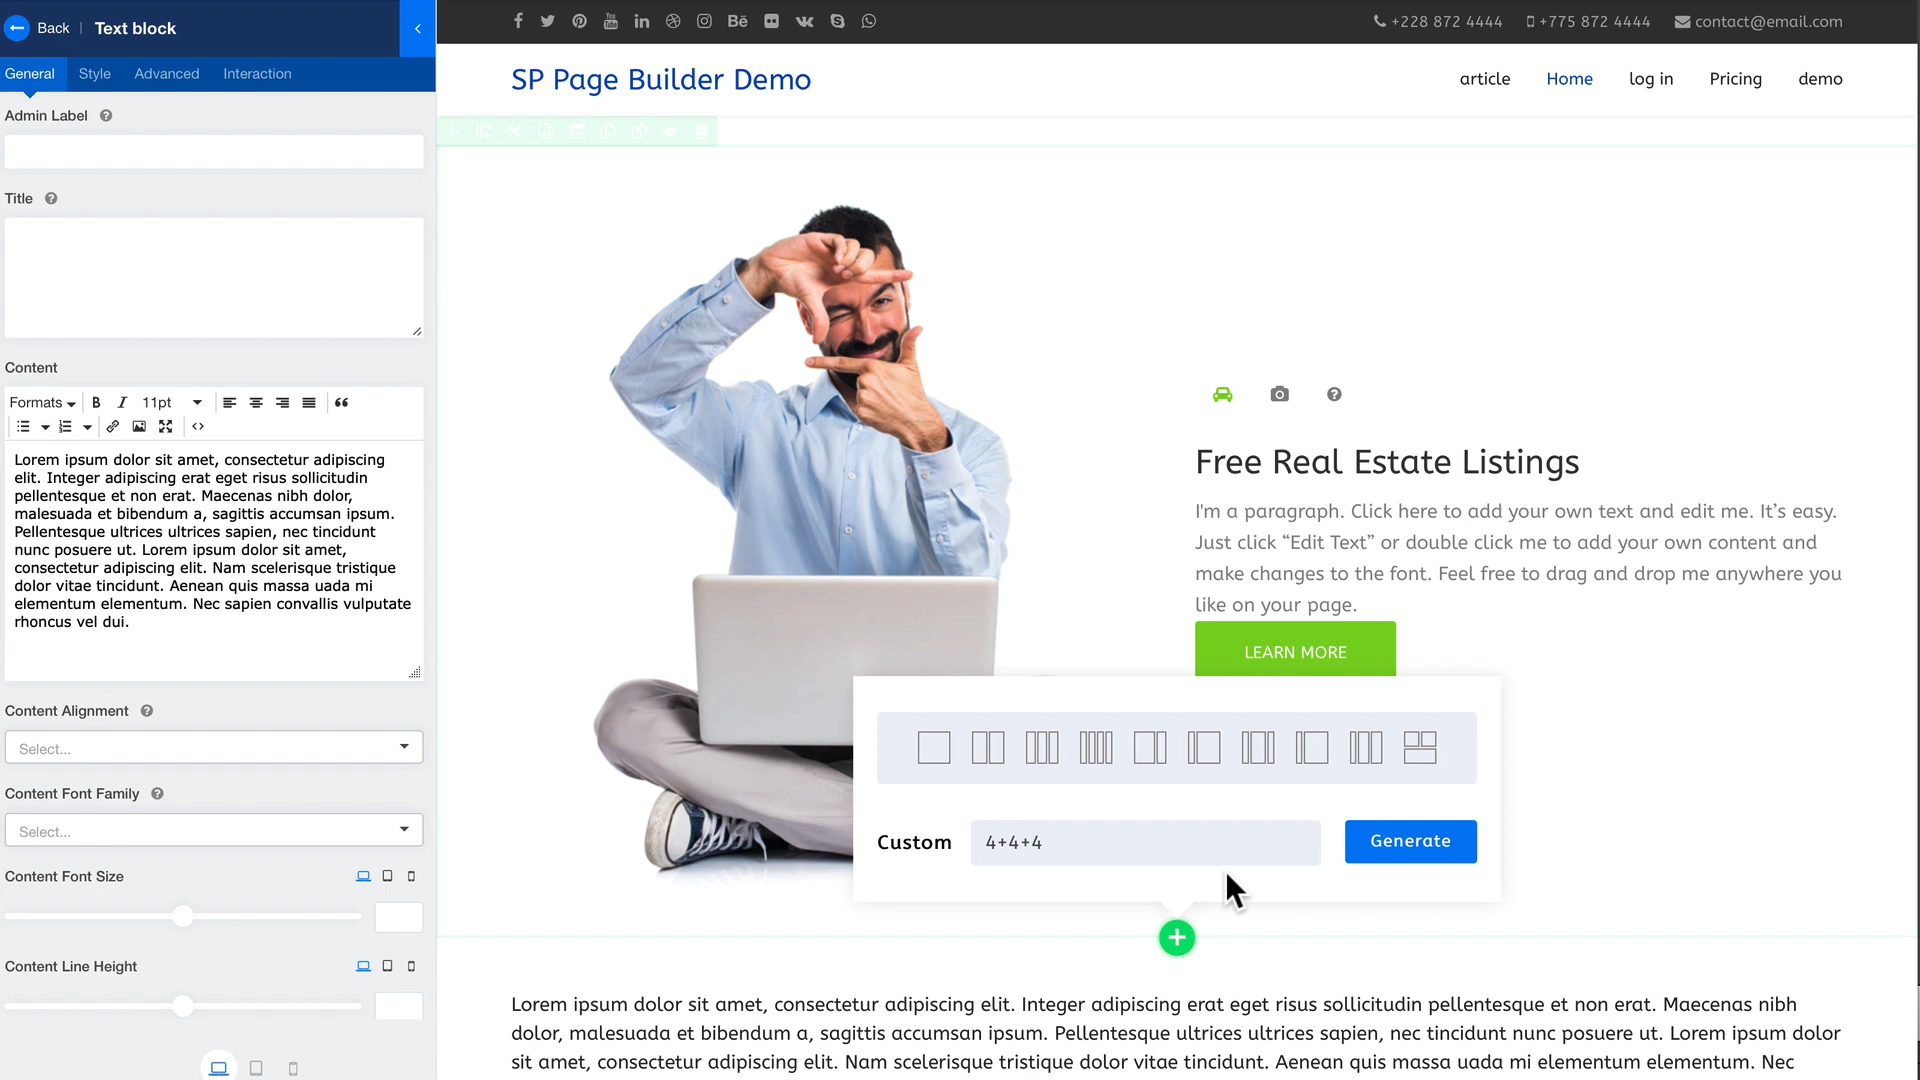 Back
Text block
General Style Advanced Interaction
Admin Label
Title
Content
Formats B I 11pt
Lorem ipsum dolor sit amet, consectetur adipiscing
elit. Integer adipiscing erat eget risus sollicitudin
pellentesque et non erat. Maecenas nibh dolor,
malesuada et bibendum a, sagittis accumsan ipsum.
Pellentesque ultrices ultrices sapien, nec tincidunt
nunc posuere ut. Lorem ipsum dolor sit amet,
consectetur adipiscing elit. Nam scelerisque tristique
dolor vitae tincidunt. Aenean quis massa uada mi
elementum elementum. Nec sapien convallis vulputate
rhoncus vel dui.
Content Alignment
Select...
Content Font Family
Select...
Content Font Size
Content Line Height
+228 872 4444 +775 872 4444 contact@email.com
SP Page Builder Demo
article Home log in Pricing demo
Free Real Estate Listings
I'm a paragraph. Click here to add your own text and edit me. It’s easy.
Just click “Edit Text” or double click me to add your own content and
make changes to the font. Feel free to drag and drop me anywhere you
like on your page.
LEARN MORE
Custom 4+4+4 Generate
Lorem ipsum dolor sit amet, consectetur adipiscing elit. Integer adipiscing erat eget risus sollicitudin pellentesque et non erat. Maecenas nibh
dolor, malesuada et bibendum a, sagittis accumsan ipsum. Pellentesque ultrices ultrices sapien, nec tincidunt nunc posuere ut. Lorem ipsum dolor
sit amet, consectetur adipiscing elit. Nam scelerisque tristique dolor vitae tincidunt. Aenean quis massa uada mi elementum elementum. Nec